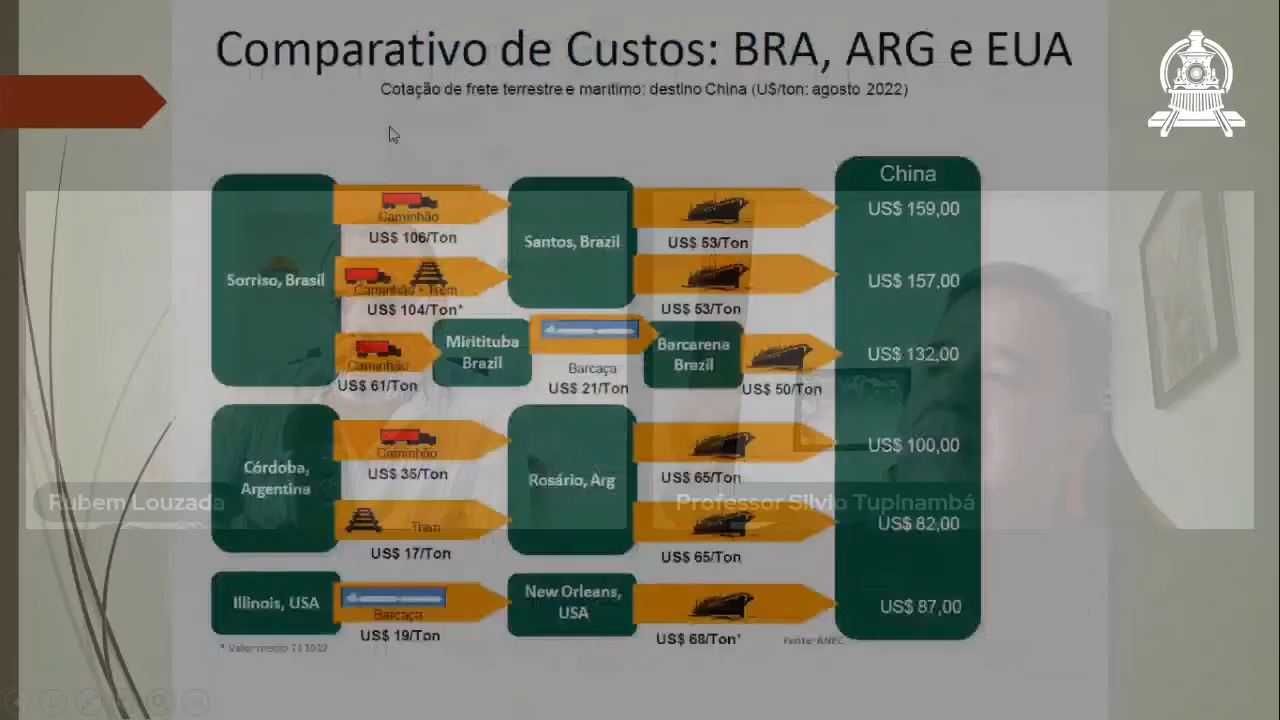 Comparativo de Custos: BRA, ARG e EUA
Cotação de frete terrestre e marítimo: destino China (U$/ton: agosto 2022)
China
Caminhão
US$ 106/Ton
Santos, Brazil
US$ 53/Ton
US$ 159,00
Sorriso, Brasil
Caminhão + Trem
US$ 104/Ton*
US$ 53/Ton
US$ 157,00
Caminhão
US$ 61/Ton
Miritituba
Brazil
Barcaça
US$ 21/Ton
Barcarena
Brazil
US$ 50/Ton
US$ 132,00
Córdoba,
Argentina
Caminhão
US$ 35/Ton
Rosário, Arg
US$ 65/Ton
US$ 100,00
Trem
US$ 17/Ton
US$ 65/Ton
US$ 82,00
Rubem Louzada
Professor Silvio Tupinambá
Illinois, USA
Barcaça
US$ 19/Ton
New Orleans,
USA
US$ 68/Ton*
US$ 87,00
Fonte: ANEC